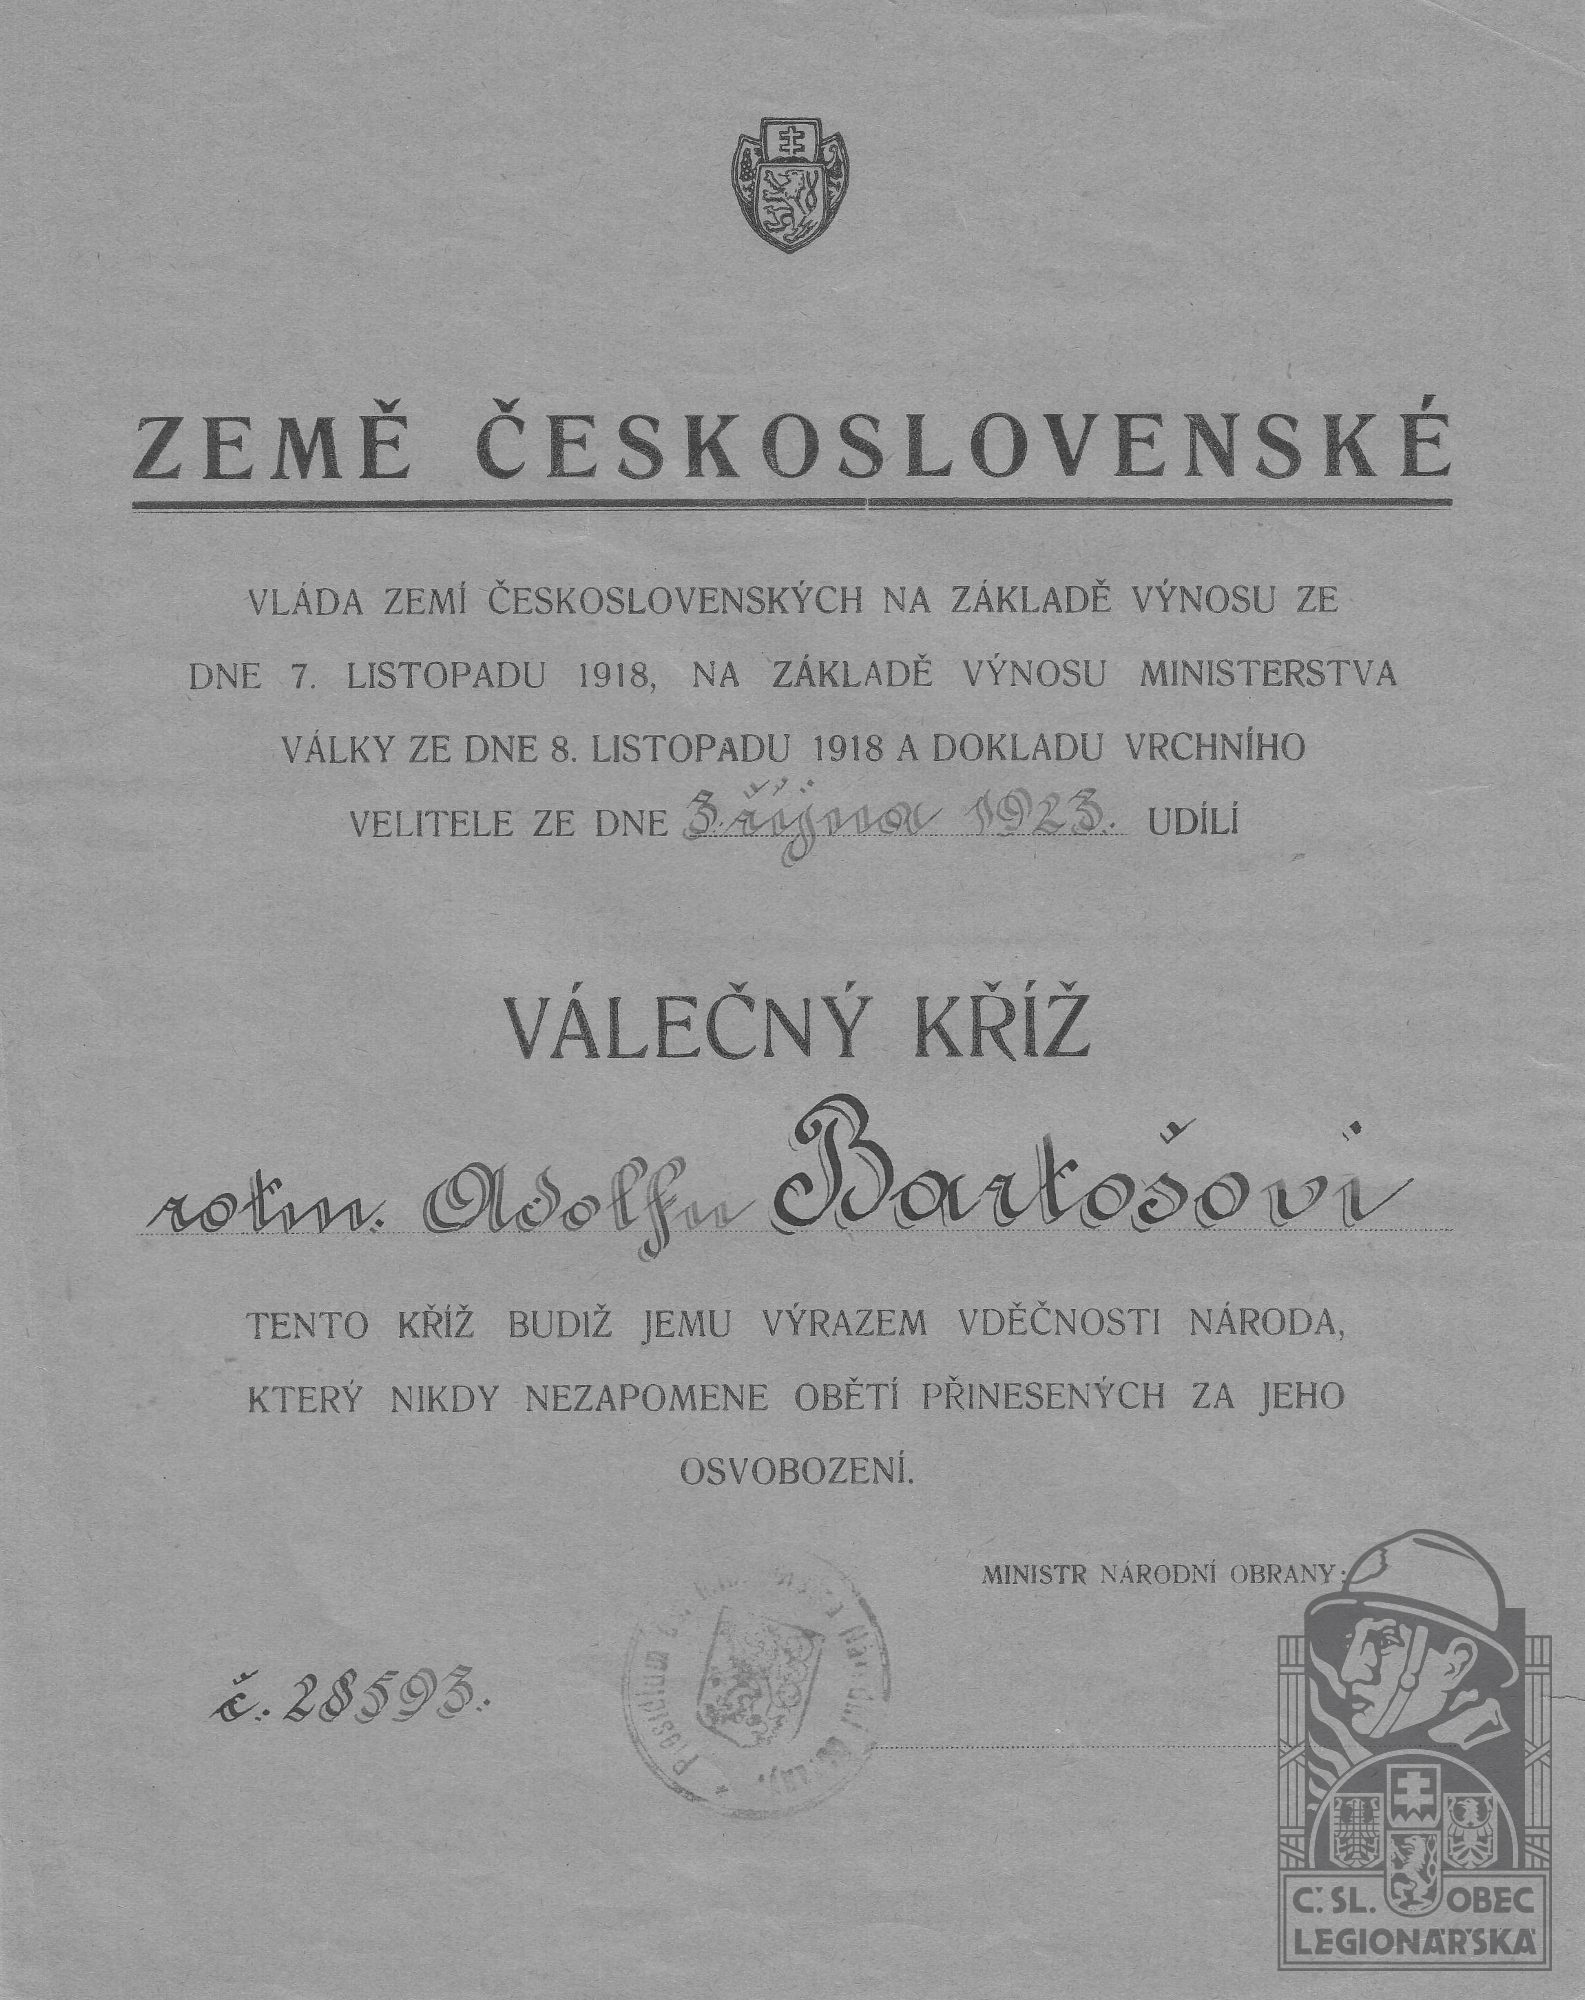 ZEMĚ ČESKOSLOVENSKÉ
VLÁDA ZEMÍ ČESKOSLOVENSKÝCH NA ZÁKLADĚ VÝNOSU ZE
DNE 7. LISTOPADU 1918, NA ZÁKLADĚ VÝNOSU MINISTERSTVA
VÁLKY ZE DNE 8. LISTOPADU 1918 A DOKLADU VRCHNÍHO
VELITELE ZE DNE 3. října 1923. UDÍLÍ
VÁLEČNÝ KŘÍŽ
rotm. Adolfu Bartošovi
TENTO KŘÍŽ BUDIŽ JEMU VÝRAZEM VDĚČNOSTI NÁRODA,
KTERÝ NIKDY NEZAPOMENE OBĚTÍ PŘINESENÝCH ZA JEHO
OSVOBOZENÍ.
MINISTR NÁRODNÍ OBRANY:
č. 28593.
Č. SL. OBEC
LEGIONÁŘSKÁ